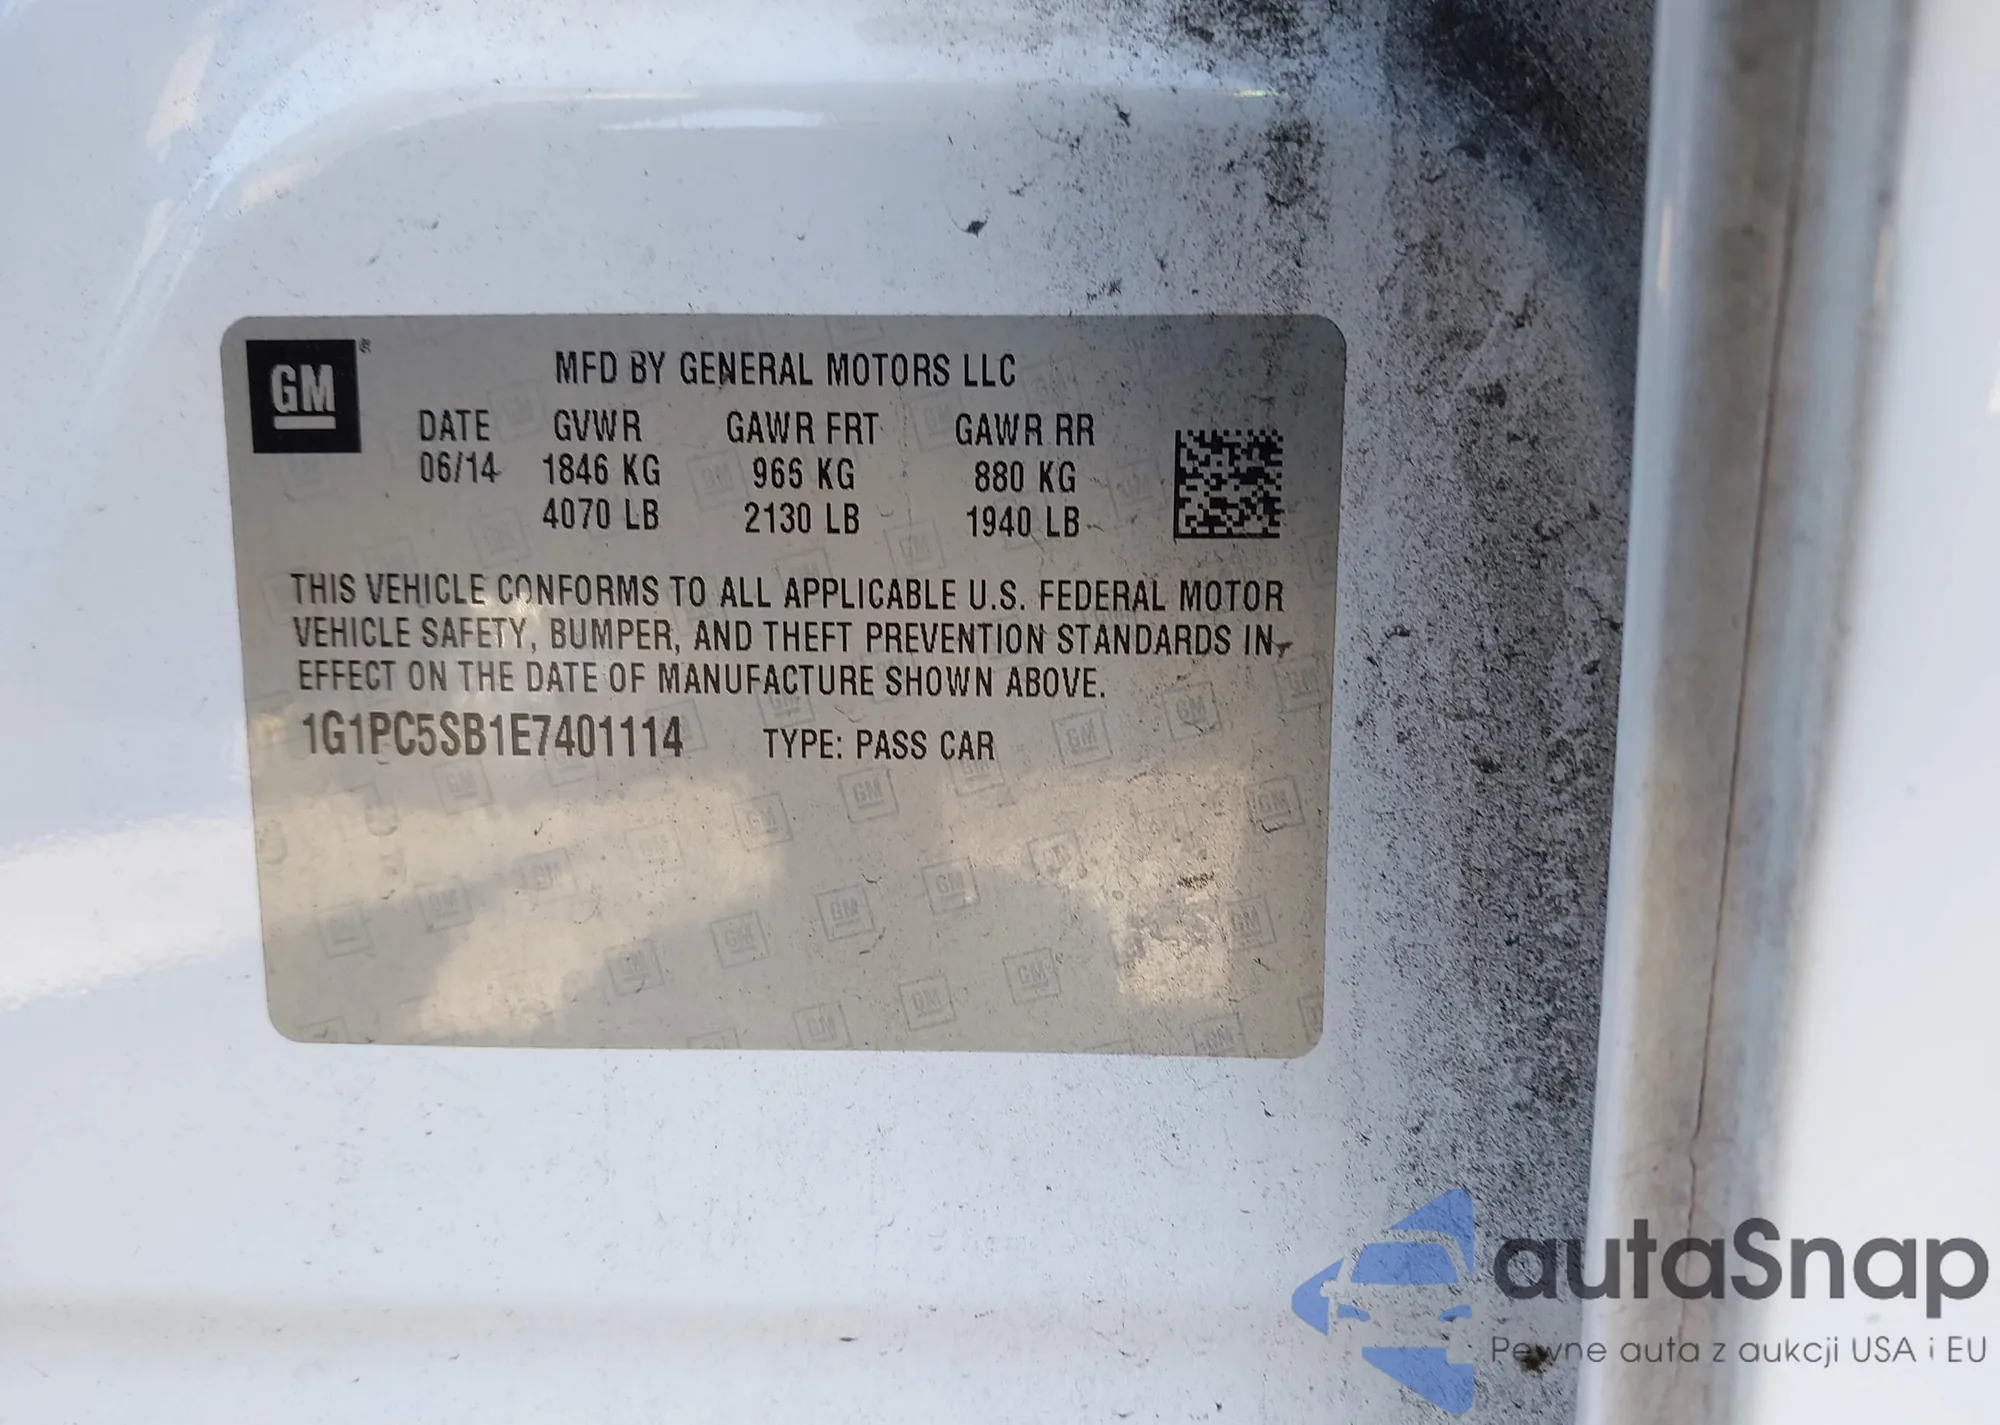 GM®
MFD BY GENERAL MOTORS LLC
DATE GVWR GAWR FRT GAWR RR
06/14 1846 KG 966 KG 880 KG
4070 LB 2130 LB 1940 LB
THIS VEHICLE CONFORMS TO ALL APPLICABLE U.S. FEDERAL MOTOR
VEHICLE SAFETY, BUMPER, AND THEFT PREVENTION STANDARDS IN
EFFECT ON THE DATE OF MANUFACTURE SHOWN ABOVE.
1G1PC5SB1E7401114 TYPE: PASS CAR
autaSnap
Pewne auta z aukcji USA i EU